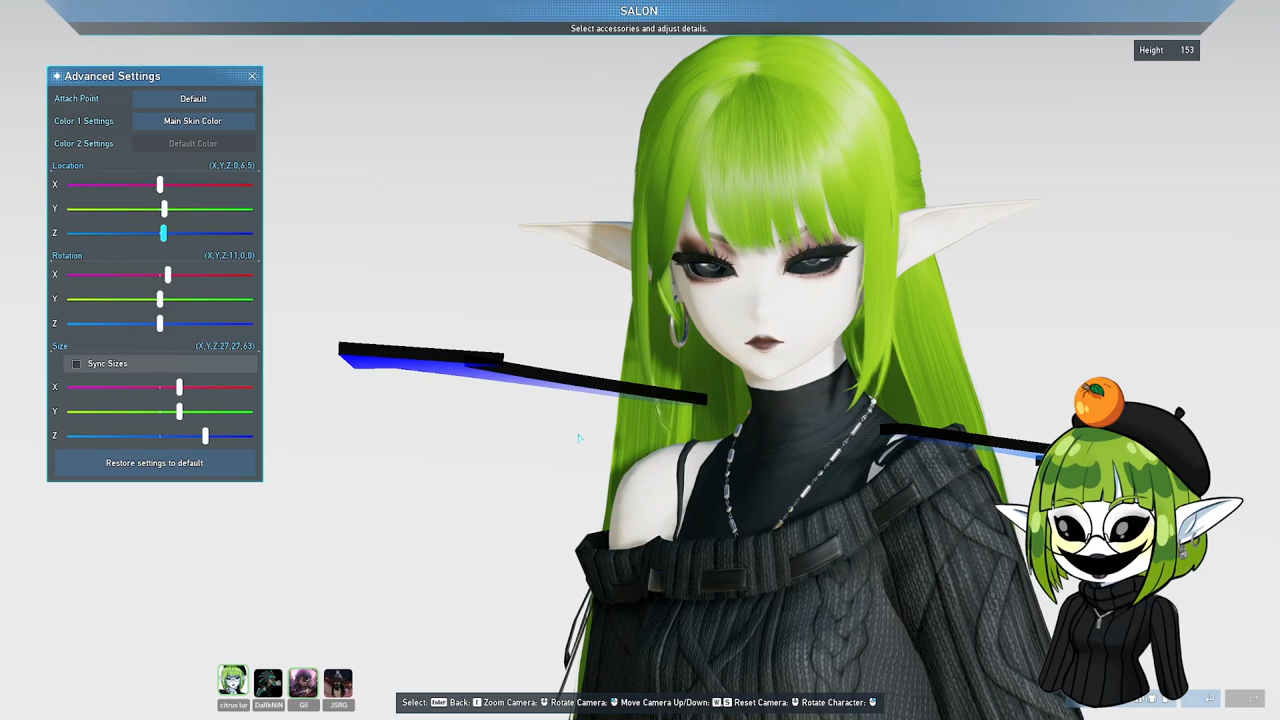 SALON
Select accessories and adjust details.
Height 153
Advanced Settings
Attach Point Default
Color 1 Settings Main Skin Color
Color 2 Settings Default Color
Location (X,Y,Z:0,6,5)
X
Y
Z
Rotation (X,Y,Z:11,0,0)
X
Y
Z
Size (X,Y,Z:27,27,63)
Sync Sizes
X
Y
Z
Restore settings to default
citrus lur DaRkNiN Gll JSRG
Select: Enter Back: E Zoom Camera: Rotate Camera: Move Camera Up/Down: W S Reset Camera: Rotate Character: